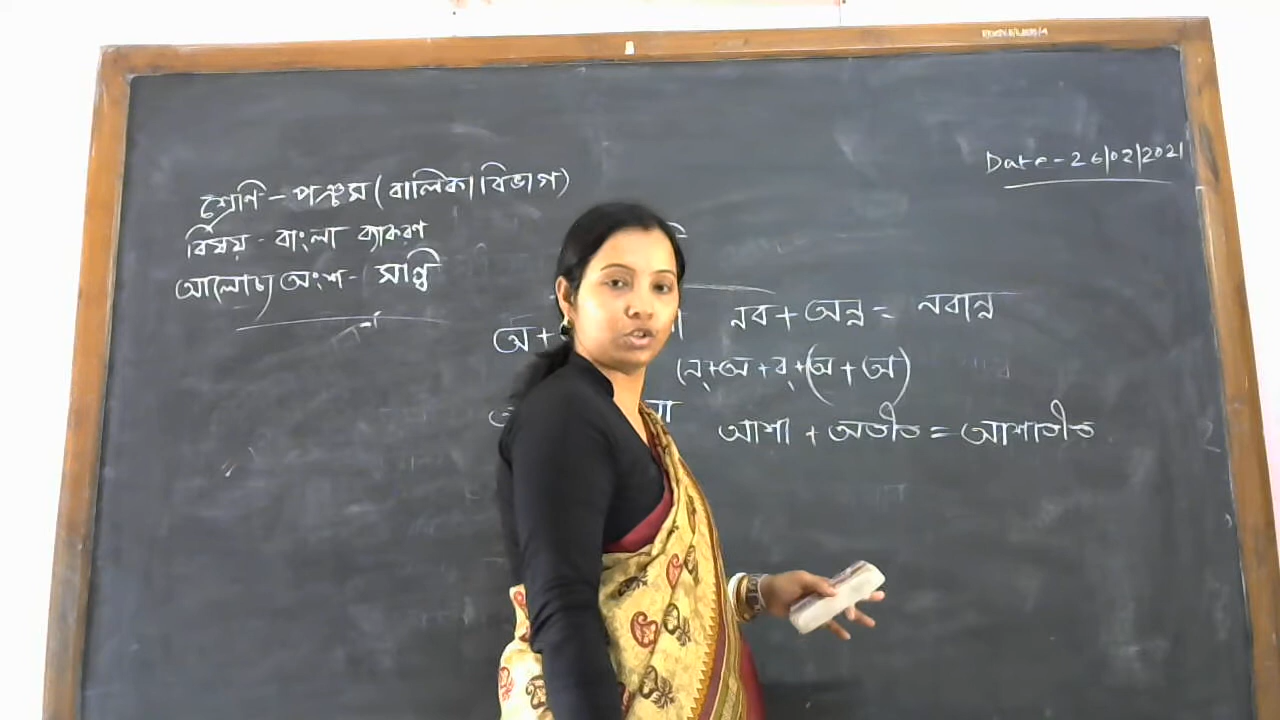 Date - 26/02/2021
শ্রেণি - পঞ্চম (বালিকা বিভাগ)
বিষয় - বাংলা ব্যাকরণ
আলোচ্য অংশ - সন্ধি
অ +
নব + অন্ন = নবান্ন
(ন্ + অ + ব্ + (অ + অ)
আশা + অতীত = আশাতীত